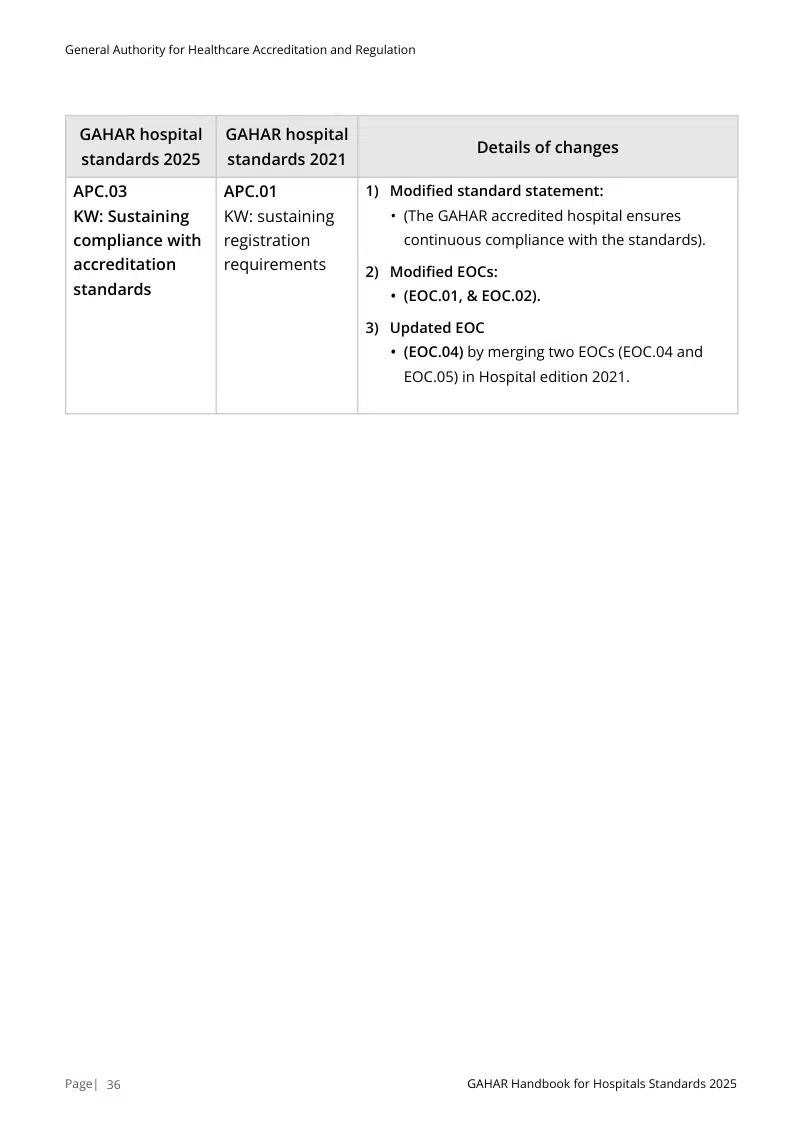 General Authority for Healthcare Accreditation and Regulation
GAHAR hospital
standards 2025
GAHAR hospital
standards 2021
Details of changes
APC.03
KW: Sustaining
compliance with
accreditation
standards
APC.01
KW: sustaining
registration
requirements
1) Modified standard statement:
• (The GAHAR accredited hospital ensures
continuous compliance with the standards).
2) Modified EOCs:
• (EOC.01, & EOC.02).
3) Updated EOC
• (EOC.04) by merging two EOCs (EOC.04 and
EOC.05) in Hospital edition 2021.
Page| 36
GAHAR Handbook for Hospitals Standards 2025